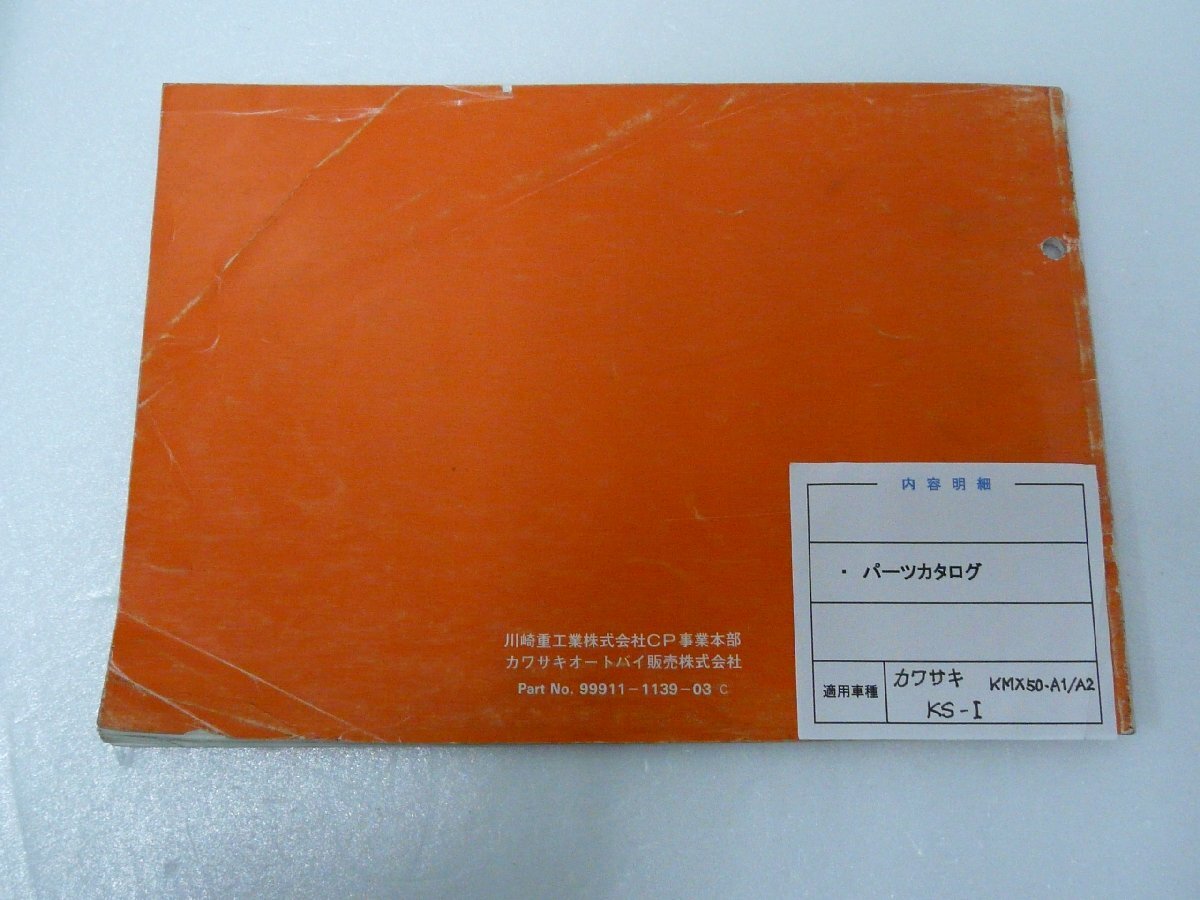 内容明細
・ パーツカタログ
川崎重工業株式会社CP事業本部
カワサキオートバイ販売株式会社
Part No. 99911-1139-03 C
適用車種
カワサキ KMX50・A1/A2
KS-I